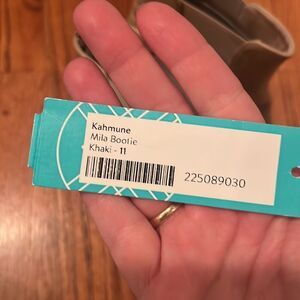 Kahmune
Mila Bootie
Khaki - 11
225089030